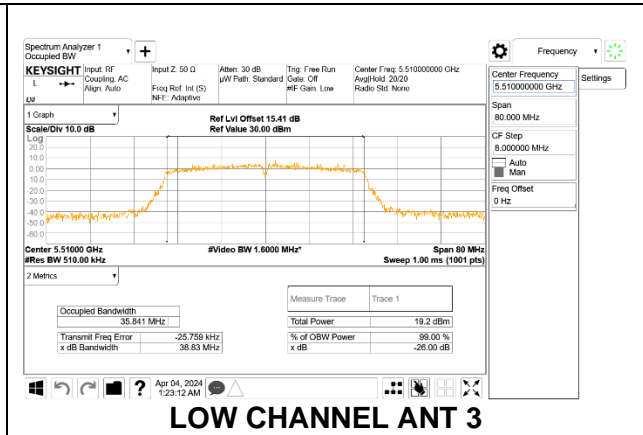 Spectrum Analyzer 1
Occupied BW
Frequency
KEYSIGHT
L
Input: RF
Coupling: AC
Align: Auto
Input Z: 50 Ω
Freq Ref: Int (S)
NFE: Adaptive
Atten: 30 dB
µW Path: Standard
Trig: Free Run
Gate: Off
#IF Gain: Low
Center Freq: 5.510000000 GHz
Avg|Hold: 20/20
Radio Std: None
1 Graph
Scale/Div 10.0 dB
Ref Lvl Offset 15.41 dB
Ref Value 30.00 dBm
Log
20.0
10.0
0.00
-10.0
-20.0
-30.0
-40.0
-50.0
-60.0
Center 5.51000 GHz
#Res BW 510.00 kHz
#Video BW 1.6000 MHz*
Span 80 MHz
Sweep 1.00 ms (1001 pts)
2 Metrics
Measure Trace Trace 1
Occupied Bandwidth
35.841 MHz
Total Power 19.2 dBm
Transmit Freq Error -25.759 kHz
% of OBW Power 99.00 %
x dB Bandwidth 38.83 MHz
x dB -26.00 dB
Center Frequency
5.510000000 GHz
Settings
Span
80.000 MHz
CF Step
8.000000 MHz
Auto
Man
Freq Offset
0 Hz
?
Apr 04, 2024
1:23:12 AM
LOW CHANNEL ANT 3